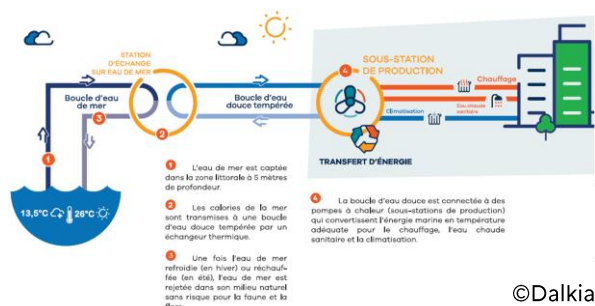 STATION
D'ÉCHANGE
SUR EAU DE MER
Boucle d'eau
de mer
Boucle d'eau
douce tempérée
4
SOUS-STATION
DE PRODUCTION
Chauffage
Eau chaude
sanitaire
Climatisation
TRANSFERT D'ÉNERGIE
3
2
1
13,5°C
26°C
1
L'eau de mer est captée
dans la zone littorale à 5 mètres
de profondeur.
2
Les calories de la mer
sont transmises à une boucle
d'eau douce tempérée par un
échangeur thermique.
3
Une fois l'eau de mer
refroidie (en hiver) ou réchauf-
fée (en été), l'eau de mer est
rejetée dans son milieu naturel
sans risque pour la faune et la
4
La boucle d'eau douce est connectée à des
pompes à chaleur (sous-stations de production)
qui convertissent l'énergie marine en température
adéquate pour le chauffage, l'eau chaude
sanitaire et la climatisation.
©Dalkia